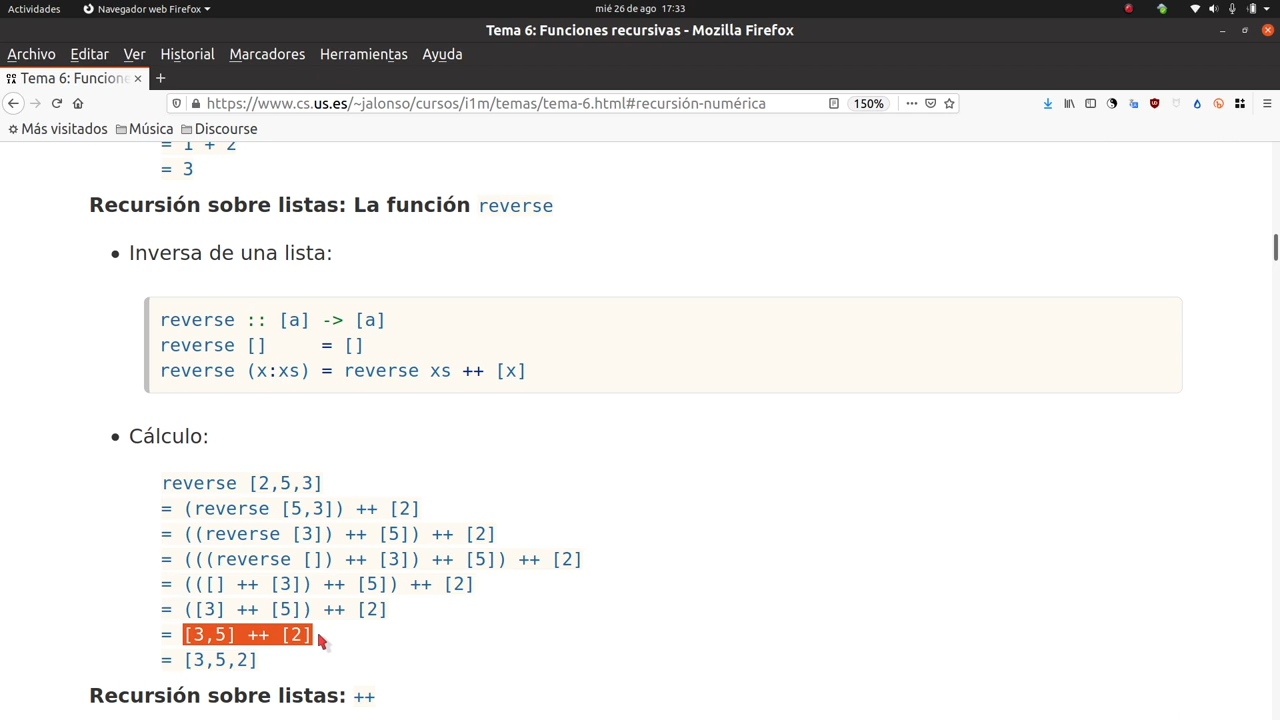 Actividades Navegador web Firefox mié 26 de ago 17:33
Tema 6: Funciones recursivas - Mozilla Firefox
Archivo Editar Ver Historial Marcadores Herramientas Ayuda
Tema 6: Funcione × +
https://www.cs.us.es/~jalonso/cursos/i1m/temas/tema-6.html#recursión-numérica 150%
Más visitados Música Discourse
= 1 + 2
= 3
Recursión sobre listas: La función reverse
• Inversa de una lista:
reverse :: [a] -> [a]
reverse [] = []
reverse (x:xs) = reverse xs ++ [x]
• Cálculo:
reverse [2,5,3]
= (reverse [5,3]) ++ [2]
= ((reverse [3]) ++ [5]) ++ [2]
= (((reverse []) ++ [3]) ++ [5]) ++ [2]
= (([] ++ [3]) ++ [5]) ++ [2]
= ([3] ++ [5]) ++ [2]
= [3,5] ++ [2]
= [3,5,2]
Recursión sobre listas: ++